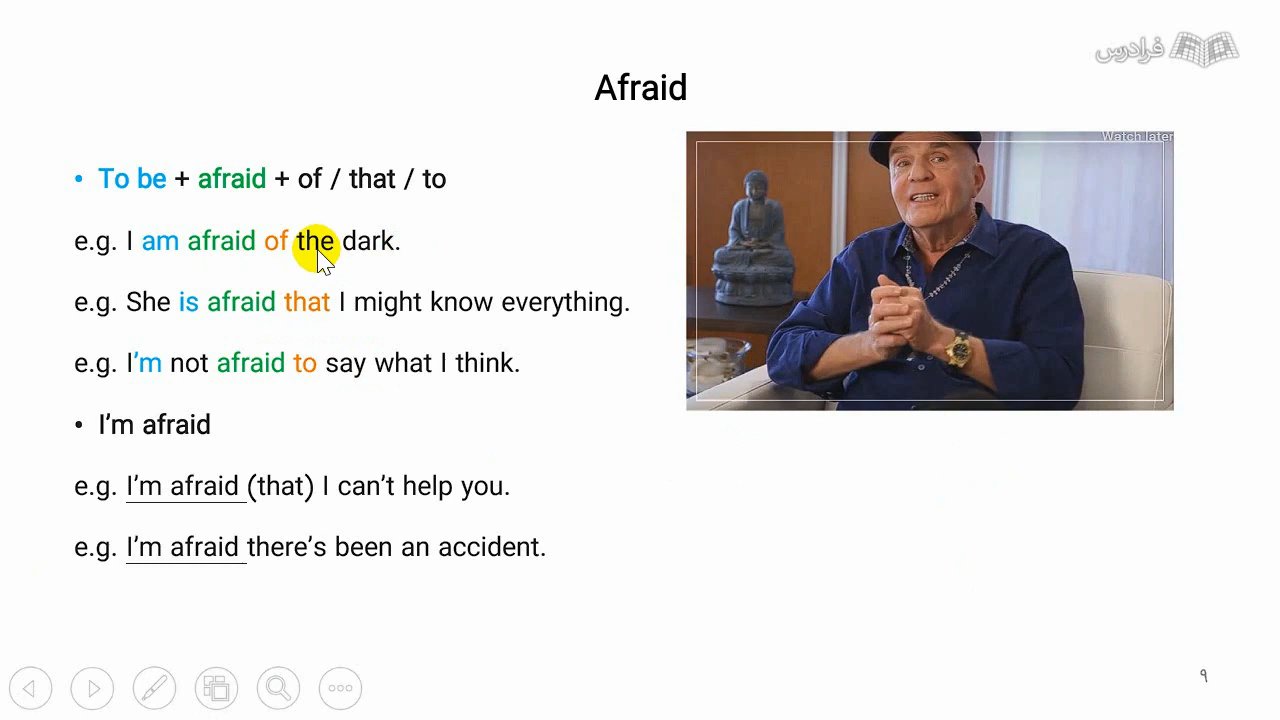 فرادرس
Afraid
Watch later
• To be + afraid + of / that / to
e.g. I am afraid of the dark.
e.g. She is afraid that I might know everything.
e.g. I’m not afraid to say what I think.
• I’m afraid
e.g. I’m afraid (that) I can’t help you.
e.g. I’m afraid there’s been an accident.
۹